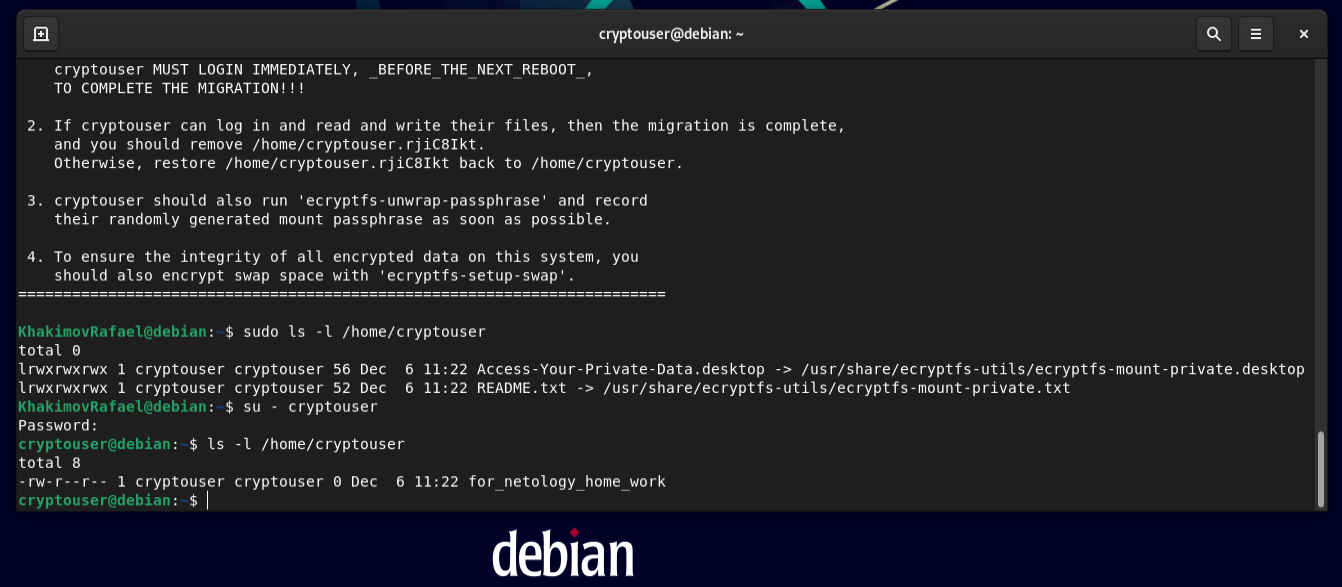 cryptouser@debian: ~
cryptouser MUST LOGIN IMMEDIATELY, _BEFORE_THE_NEXT_REBOOT_,
TO COMPLETE THE MIGRATION!!!
2. If cryptouser can log in and read and write their files, then the migration is complete,
and you should remove /home/cryptouser.rjiC8Ikt.
Otherwise, restore /home/cryptouser.rjiC8Ikt back to /home/cryptouser.
3. cryptouser should also run 'ecryptfs-unwrap-passphrase' and record
their randomly generated mount passphrase as soon as possible.
4. To ensure the integrity of all encrypted data on this system, you
should also encrypt swap space with 'ecryptfs-setup-swap'.
========================================================================
KhakimovRafael@debian:~$ sudo ls -l /home/cryptouser
total 0
lrwxrwxrwx 1 cryptouser cryptouser 56 Dec  6 11:22 Access-Your-Private-Data.desktop -> /usr/share/ecryptfs-utils/ecryptfs-mount-private.desktop
lrwxrwxrwx 1 cryptouser cryptouser 52 Dec  6 11:22 README.txt -> /usr/share/ecryptfs-utils/ecryptfs-mount-private.txt
KhakimovRafael@debian:~$ su - cryptouser
Password:
cryptouser@debian:~$ ls -l /home/cryptouser
total 8
-rw-r--r-- 1 cryptouser cryptouser 0 Dec  6 11:22 for_netology_home_work
cryptouser@debian:~$
debian